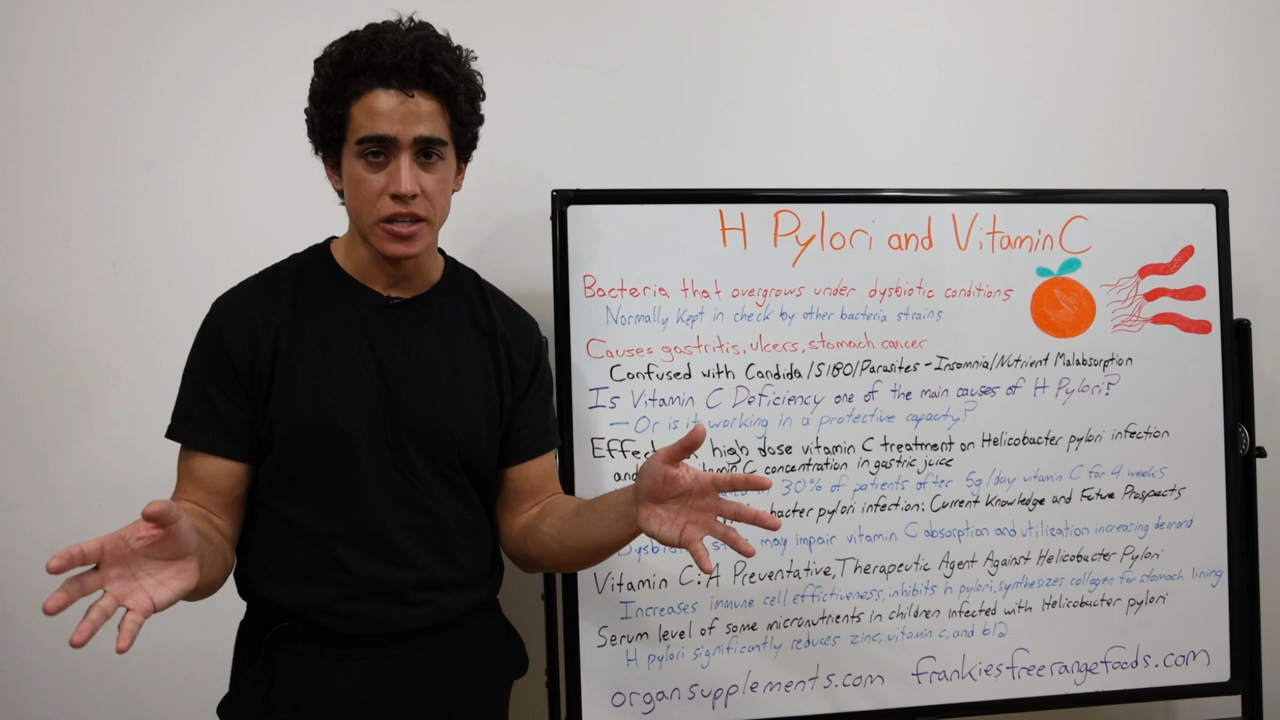 H Pylori and Vitamin C
Bacteria that overgrows under dysbiotic conditions
Normally kept in check by other bacteria strains
Causes gastritis, ulcers, stomach cancer
Confused with Candida/SIBO/Parasites - Insomnia/Nutrient Malabsorption
Is Vitamin C Deficiency one of the main causes of H Pylori?
- Or is it working in a protective capacity?
high dose vitamin C treatment on Helicobacter pylori infection
and vitamin C concentration in gastric juice
in 30% of patients after 5g/day vitamin C for 4 weeks
infection: Current Knowledge and Future Prospects
may impair vitamin C absorption and utilization increasing demand
Vitamin C: A Preventative, Therapeutic Agent Against Helicobacter Pylori
Increases immune cell effictiveness, inhibits h pylori, synthesizes collagen for stomach lining
Serum level of some micronutrients in children infected with Helicobacter pylori
H pylori significantly reduces zinc, vitamin c, and b12
organsupplements.com frankiesfreerangefoods.com